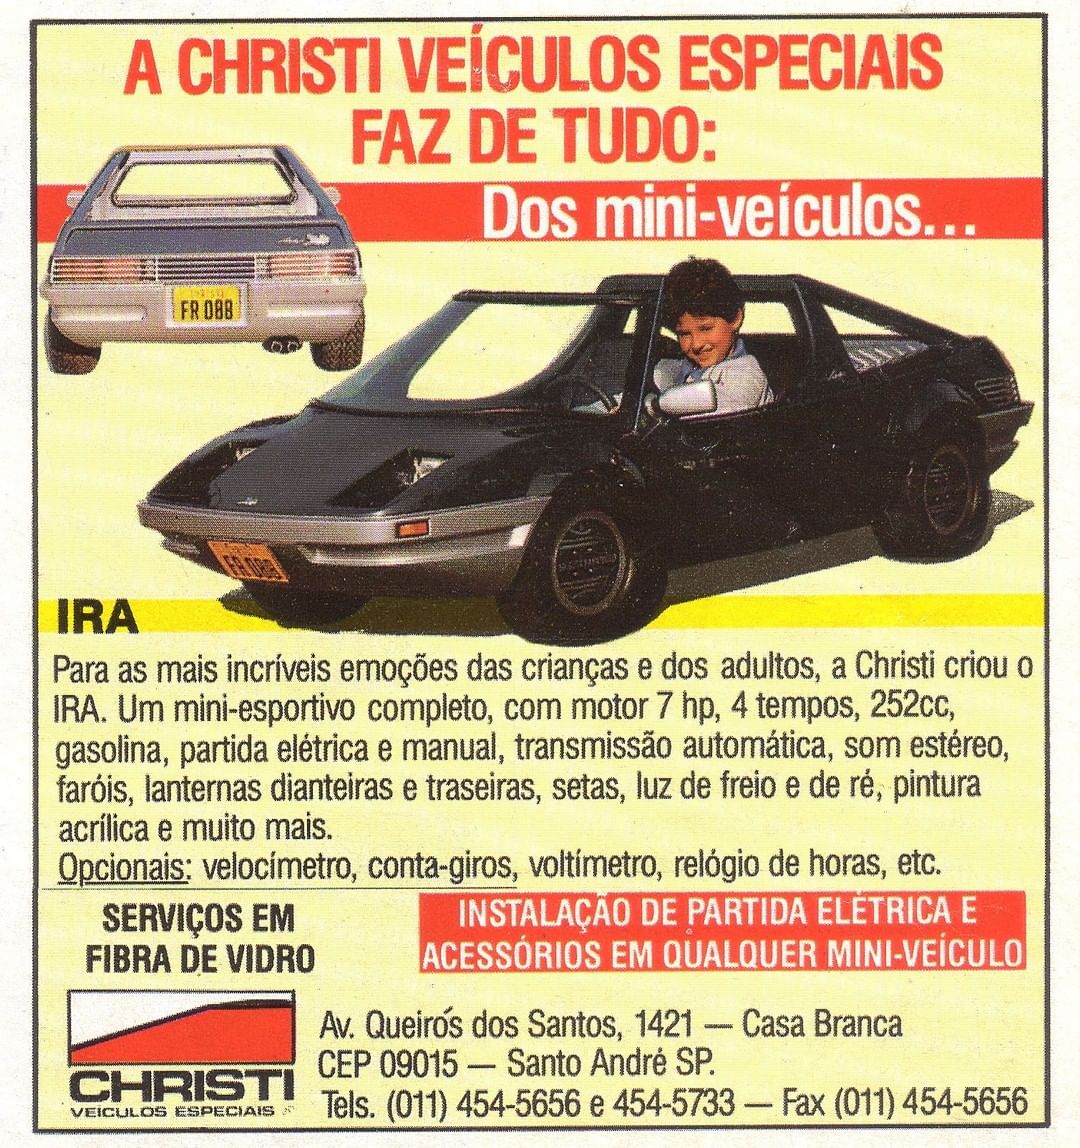 A CHRISTI VEÍCULOS ESPECIAIS
FAZ DE TUDO:
Dos mini-veículos...
FR 088
FR 088
IRA
Para as mais incríveis emoções das crianças e dos adultos, a Christi criou o
IRA. Um mini-esportivo completo, com motor 7 hp, 4 tempos, 252cc,
gasolina, partida elétrica e manual, transmissão automática, som estéreo,
faróis, lanternas dianteiras e traseiras, setas, luz de freio e de ré, pintura
acrílica e muito mais.
Opcionais: velocímetro, conta-giros, voltímetro, relógio de horas, etc.
SERVIÇOS EM
FIBRA DE VIDRO
INSTALAÇÃO DE PARTIDA ELÉTRICA E
ACESSÓRIOS EM QUALQUER MINI-VEÍCULO
CHRISTI
VEÍCULOS ESPECIAIS
Av. Queirós dos Santos, 1421 — Casa Branca
CEP 09015 — Santo André SP.
Tels. (011) 454-5656 e 454-5733 — Fax (011) 454-5656